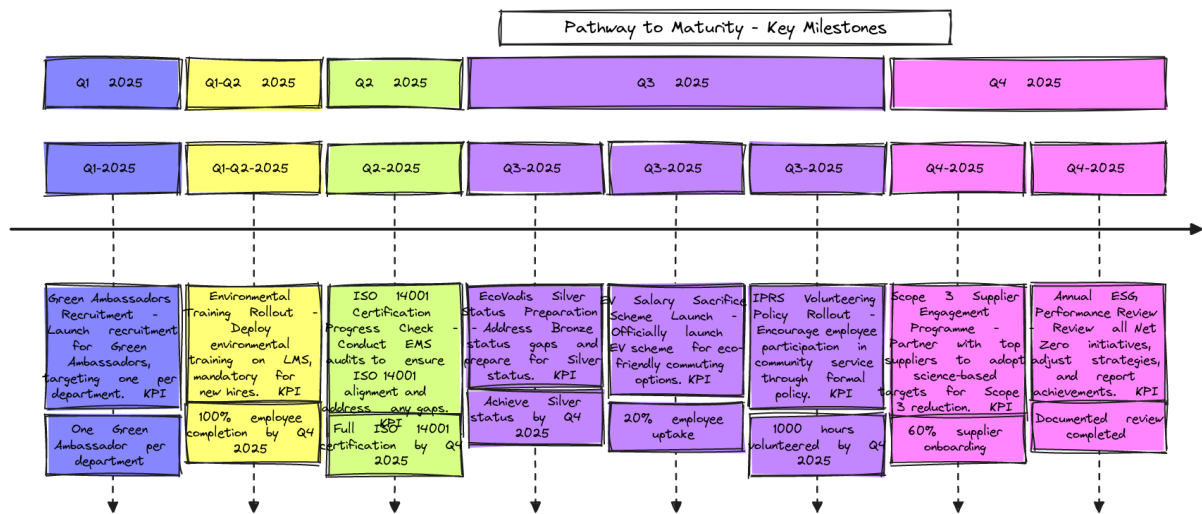 Pathway to Maturity - Key Milestones
Q1 2025
Q1-Q2 2025
Q2 2025
Q3 2025
Q4 2025
Q1-2025
Q1-Q2-2025
Q2-2025
Q3-2025
Q3-2025
Q3-2025
Q4-2025
Q4-2025
Green Ambassadors
Recruitment -
Launch recruitment
for Green
Ambassadors,
targeting one per
department. KPI
One Green
Ambassador per
department
Environmental
Training Rollout -
Deploy
environmental
training on LMS,
mandatory for
new hires. KPI
100% employee
completion by Q4
2025
ISO 14001
Certification
Progress Check -
Conduct EMS
audits to ensure
ISO 14001
alignment and
address any gaps.
KPI
Full ISO 14001
certification by Q4
2025
EcoVadis Silver
Status Preparation
- Address Bronze
status gaps and
prepare for Silver
status. KPI
Achieve Silver
status by Q4
2025
EV Salary Sacrifice
Scheme Launch -
Officially launch
EV scheme for eco-
friendly commuting
options. KPI
20% employee
uptake
IPRS Volunteering
Policy Rollout -
Encourage employee
participation in
community service
through formal
policy. KPI
1000 hours
volunteered by Q4
2025
Scope 3 Supplier
Engagement
Programme -
Partner with top
suppliers to adopt
science-based
targets for Scope
3 reduction. KPI
60% supplier
onboarding
Annual ESG
Performance Review
- Review all Net
Zero initiatives,
adjust strategies,
and report
achievements. KPI
Documented review
completed